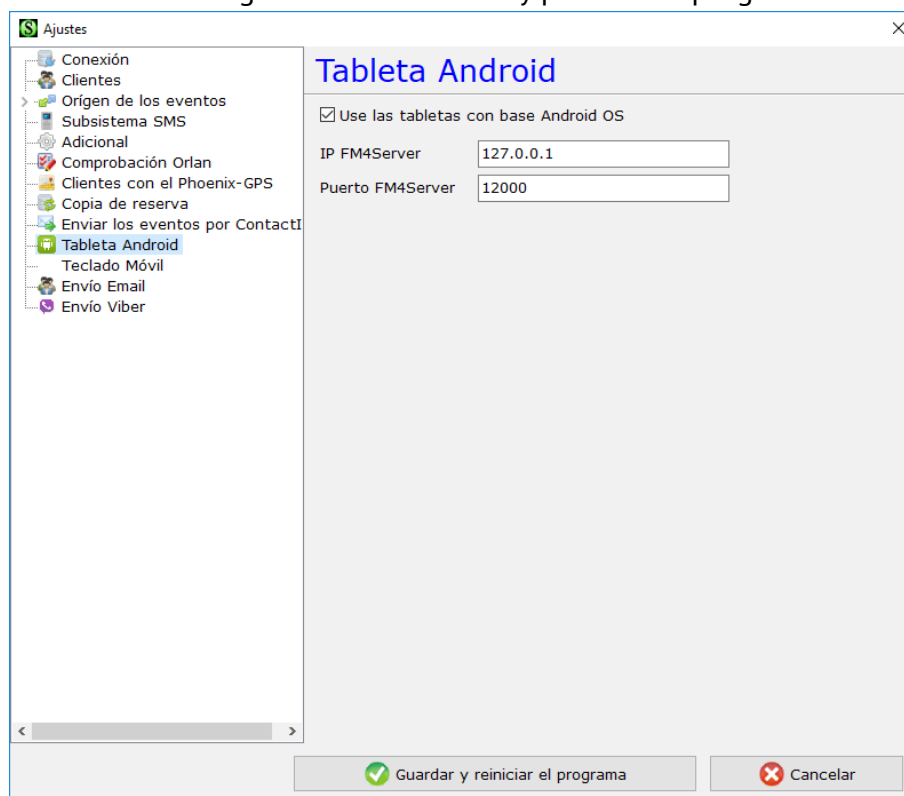 Ajustes
Conexión
Clientes
Orígen de los eventos
Subsistema SMS
Adicional
Comprobación Orlan
Clientes con el Phoenix-GPS
Copia de reserva
Enviar los eventos por ContactI
Tableta Android
Teclado Móvil
Envío Email
Envío Viber
Tableta Android
Use las tabletas con base Android OS
IP FM4Server 127.0.0.1
Puerto FM4Server 12000
Guardar y reiniciar el programa
Cancelar